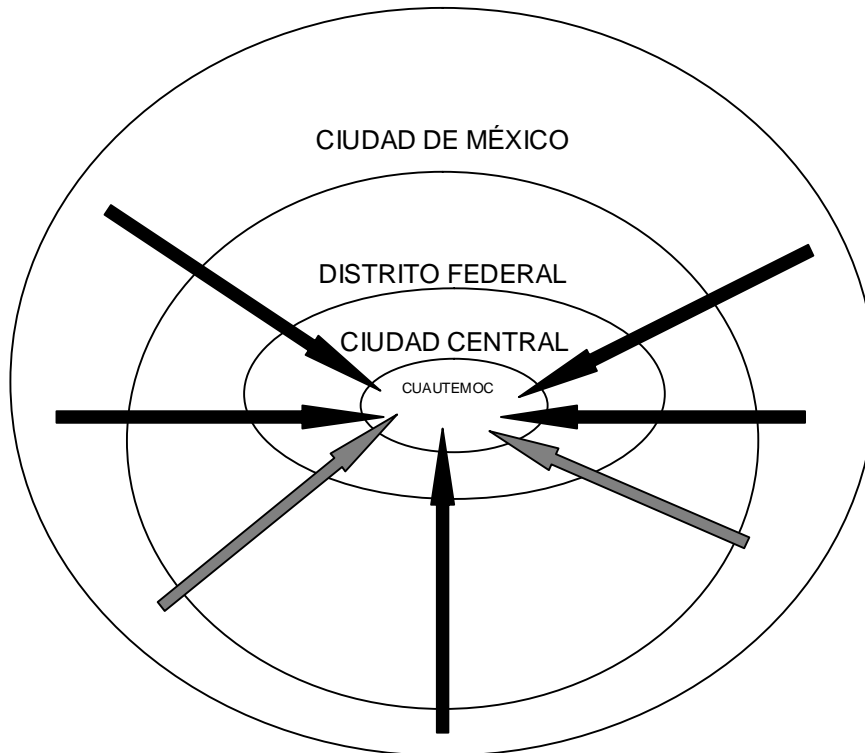 CIUDAD DE MÉXICO
DISTRITO FEDERAL
CIUDAD CENTRAL
CUAUTEMOC